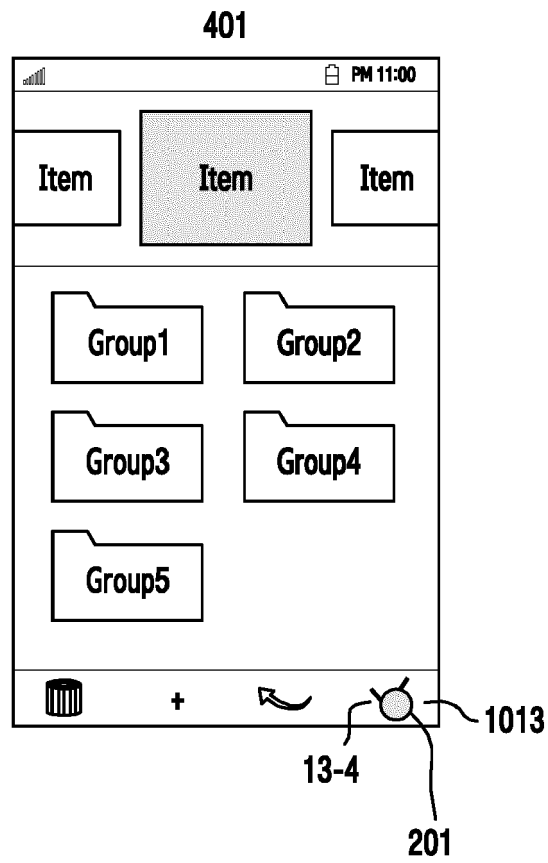 401
PM 11:00
Item Item Item
Group1 Group2
Group3 Group4
Group5
+
13-4 1013
201